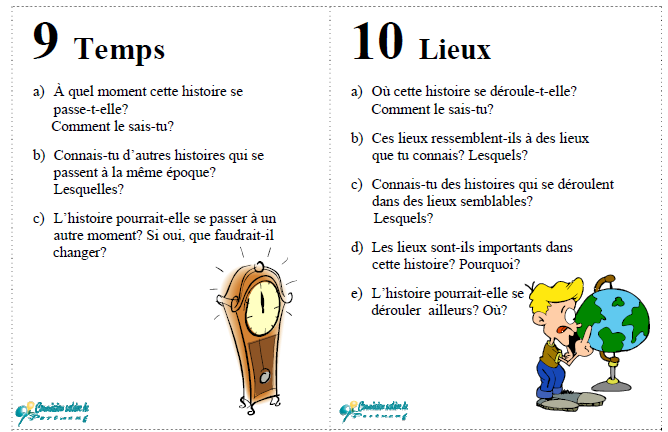 9 Temps
a) À quel moment cette histoire se
passe-t-elle?
Comment le sais-tu?
b) Connais-tu d'autres histoires qui se
passent à la même époque?
Lesquelles?
c) L'histoire pourrait-elle se passer à un
autre moment? Si oui, que faudrait-il
changer?
Commission scolaire de
Portneuf
10 Lieux
a) Où cette histoire se déroule-t-elle?
Comment le sais-tu?
b) Ces lieux ressemblent-ils à des lieux
que tu connais? Lesquels?
c) Connais-tu des histoires qui se déroulent
dans des lieux semblables?
Lesquels?
d) Les lieux sont-ils importants dans
cette histoire? Pourquoi?
e) L'histoire pourrait-elle se
dérouler ailleurs? Où?
Commission scolaire de
Portneuf